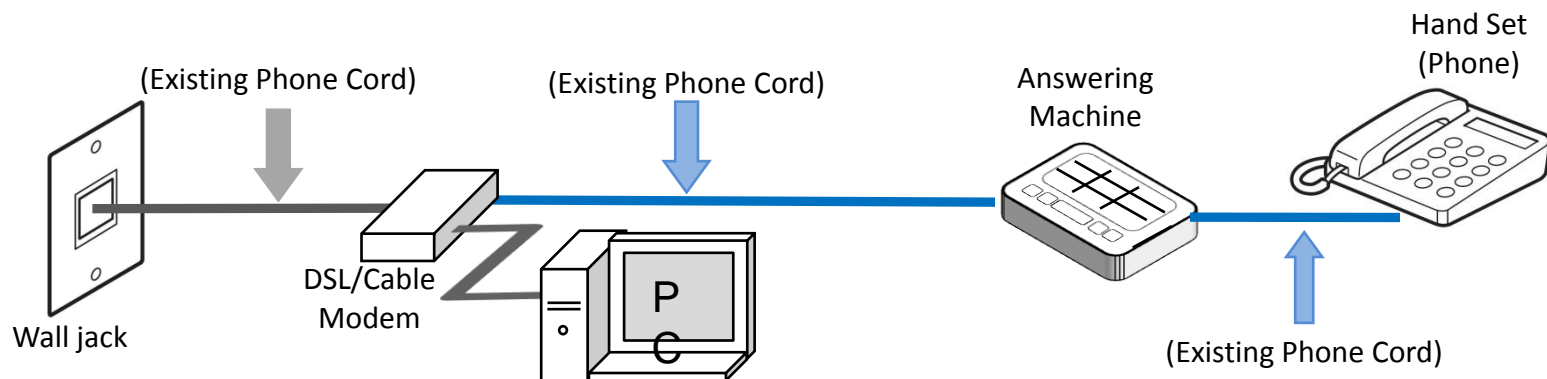 Hand Set
(Phone)
(Existing Phone Cord)
(Existing Phone Cord)
Answering
Machine
DSL/Cable
Modem
P
C
Wall jack
(Existing Phone Cord)